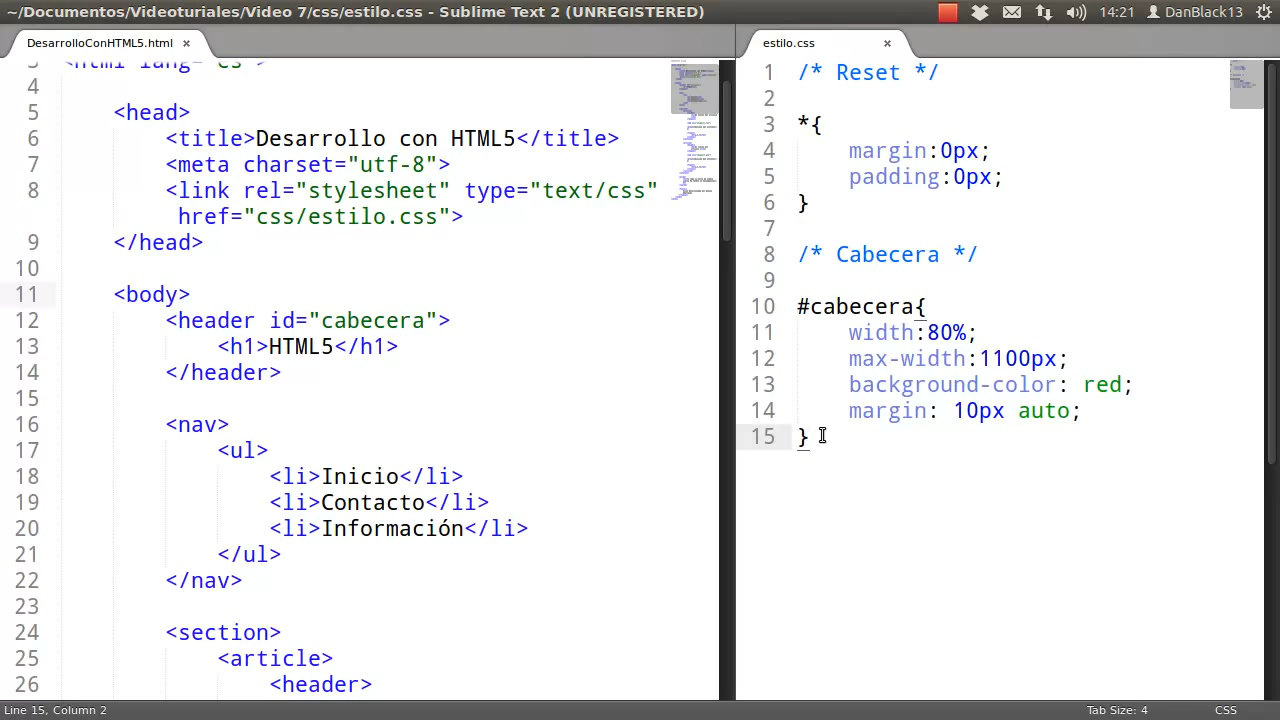 ~/Documentos/Videoturiales/Video 7/css/estilo.css - Sublime Text 2 (UNREGISTERED)
14:21 DanBlack13
DesarrolloConHTML5.html ×
3 <html lang="es">
4
5 <head>
6 <title>Desarrollo con HTML5</title>
7 <meta charset="utf-8">
8 <link rel="stylesheet" type="text/css"
href="css/estilo.css">
9 </head>
10
11 <body>
12 <header id="cabecera">
13 <h1>HTML5</h1>
14 </header>
15
16 <nav>
17 <ul>
18 <li>Inicio</li>
19 <li>Contacto</li>
20 <li>Información</li>
21 </ul>
22 </nav>
23
24 <section>
25 <article>
26 <header>
estilo.css ×
1 /* Reset */
2
3 *{
4 margin:0px;
5 padding:0px;
6 }
7
8 /* Cabecera */
9
10 #cabecera{
11 width:80%;
12 max-width:1100px;
13 background-color: red;
14 margin: 10px auto;
15 }
Line 15, Column 2
Tab Size: 4
CSS